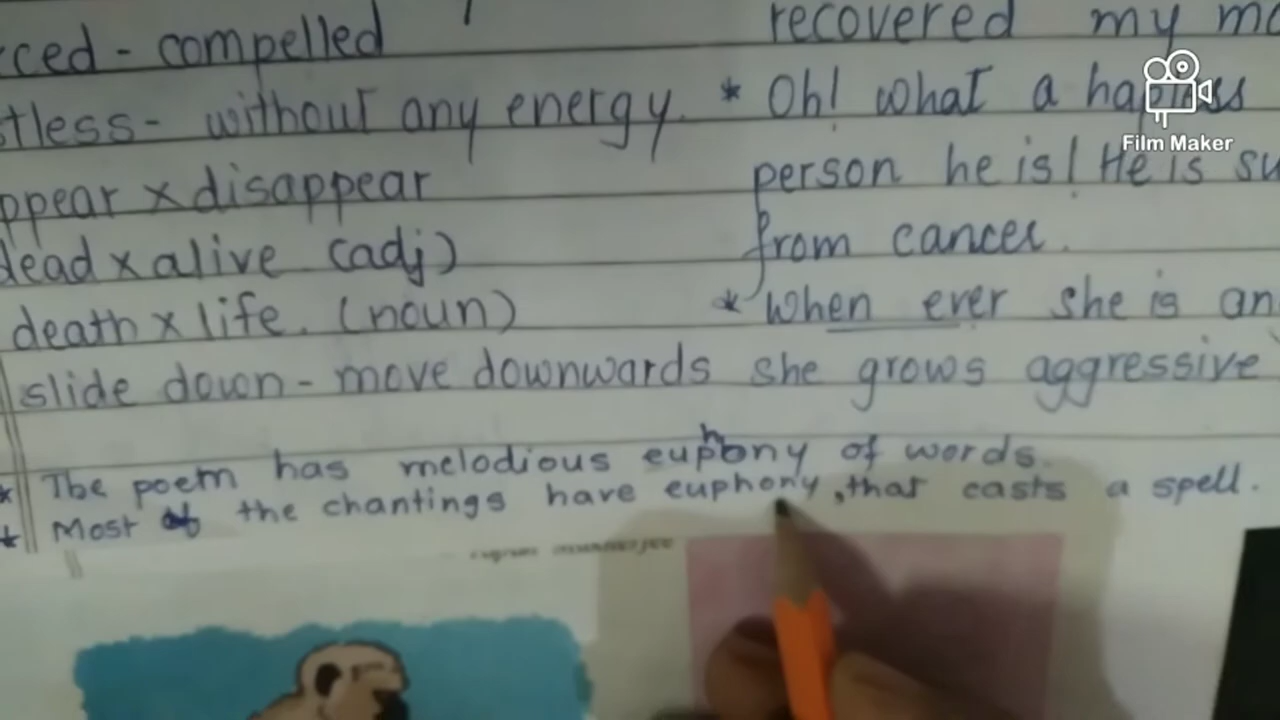 rced - compelled
recovered my mo
stless - without any energy.
* Oh! what a hapless
ppear x disappear
person he is! He is su
dead x alive (adj)
from cancer.
death x life. (noun)
* When ever she is an
slide down - move downwards
she grows aggressive
* The poem has melodious euphony of words.
* Most of the chantings have euphony, that casts a spell.
Film Maker